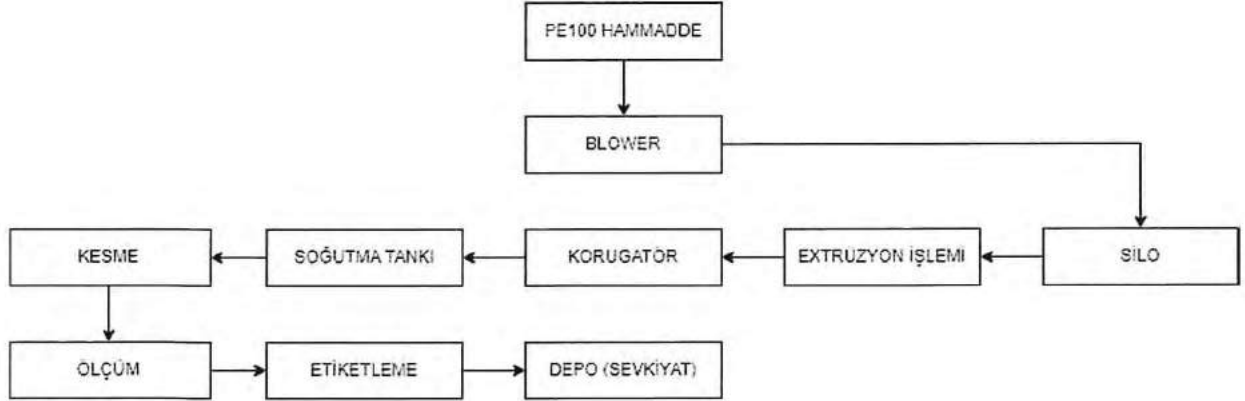 PE100 HAMMADDE
BLOWER
SİLO
EXTRUZYON İŞLEMİ
KORUGATÖR
SOĞUTMA TANKI
KESME
ÖLÇÜM
ETİKETLEME
DEPO (SEVKİYAT)